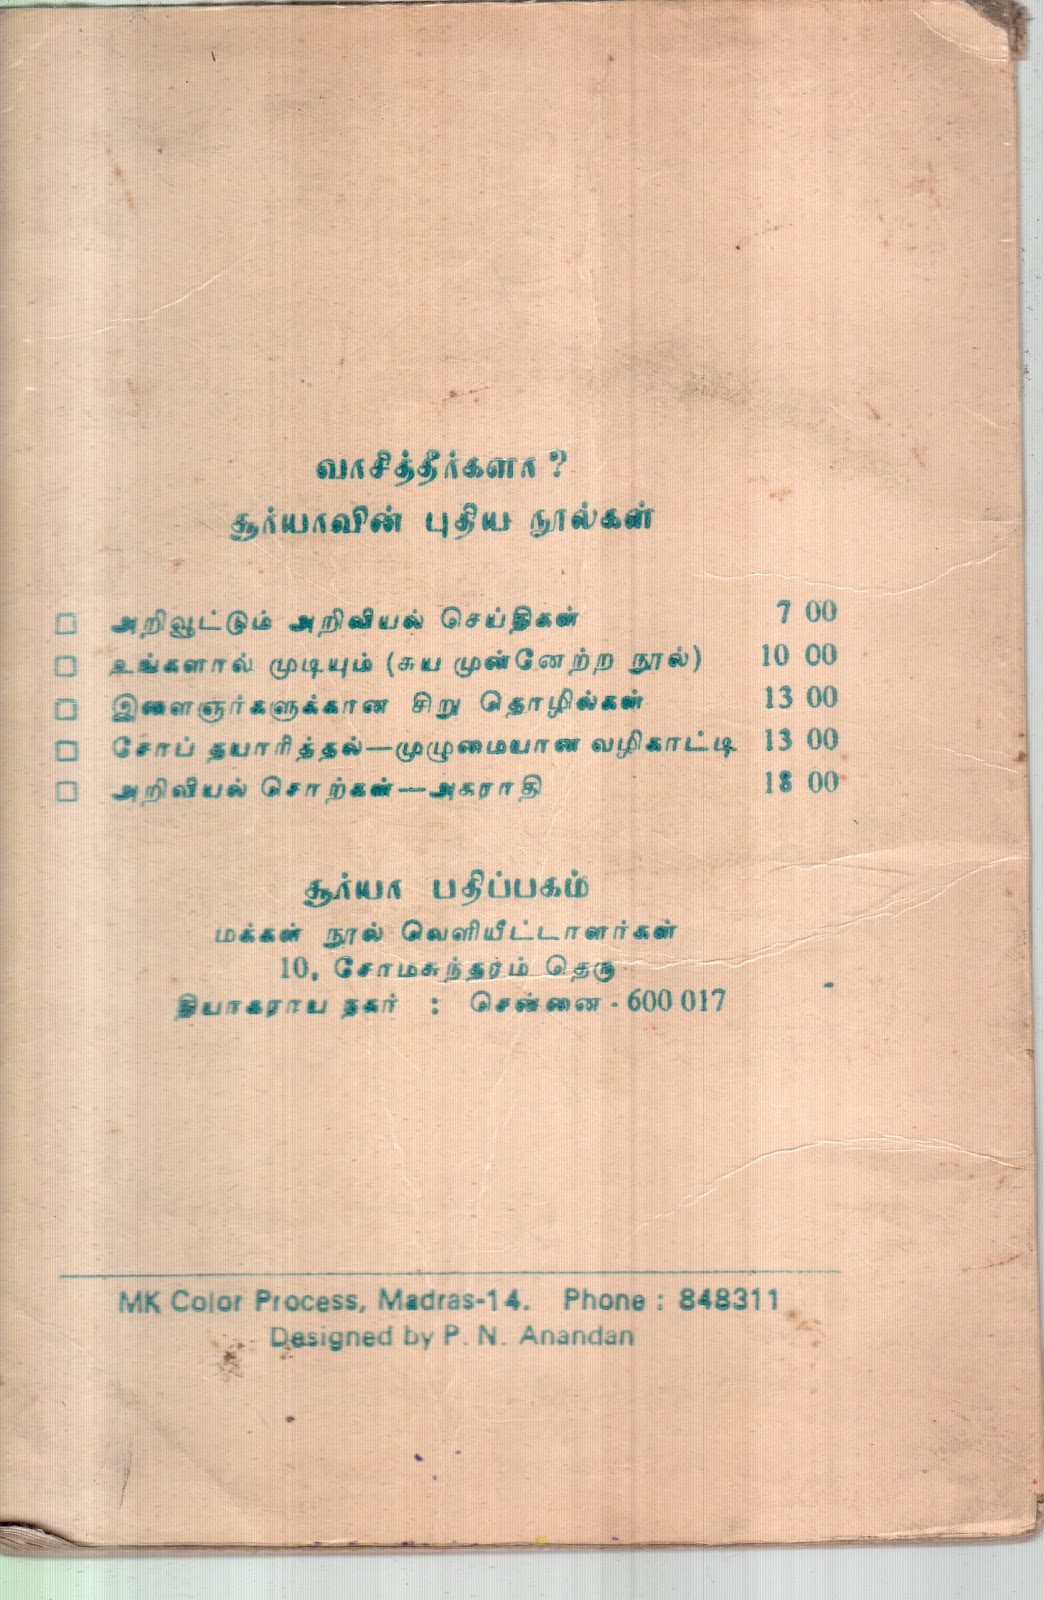 வாசித்தீர்களா?
சூர்யாவின் புதிய நூல்கள்
□ அறிவூட்டும் அறிவியல் செய்திகள் 7 00
□ உங்களால் முடியும் (சுய முன்னேற்ற நூல்) 10 00
□ இளைஞர்களுக்கான சிறு தொழில்கள் 13 00
□ சோப் தயாரித்தல்—முழுமையான வழிகாட்டி 13 00
□ அறிவியல் சொற்கள்—அகராதி 18 00
சூர்யா பதிப்பகம்
மக்கள் நூல் வெளியீட்டாளர்கள்
10, சோமசுந்தரம் தெரு
தியாகராய நகர் : சென்னை - 600 017
MK Color Process, Madras-14. Phone : 848311
Designed by P. N. Anandan